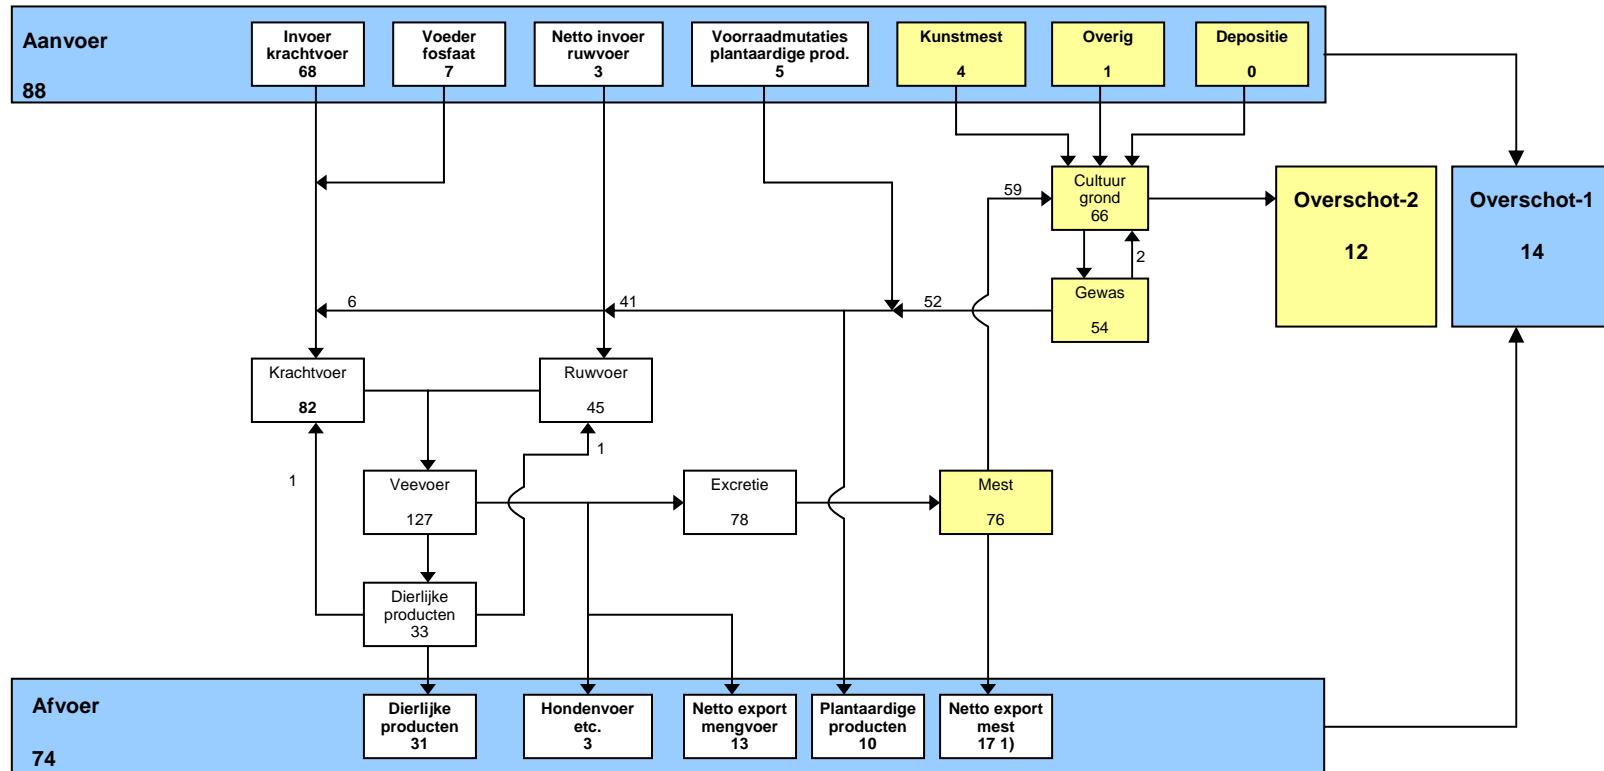 Aanvoer
88
Invoer
krachtvoer
68
Voeder
fosfaat
7
Netto invoer
ruwvoer
3
Voorraadmutaties
plantaardige prod.
5
Kunstmest
4
Overig
1
Depositie
0
59
Cultuur
grond
66
Overschot-2
12
Overschot-1
14
2
6
41
52
Gewas
54
Krachtvoer
82
Ruwvoer
45
1
1
Veevoer
127
Excretie
78
Mest
76
Dierlijke
producten
33
Afvoer
74
Dierlijke
producten
31
Hondenvoer
etc.
3
Netto export
mengvoer
13
Plantaardige
producten
10
Netto export
mest
17 1)